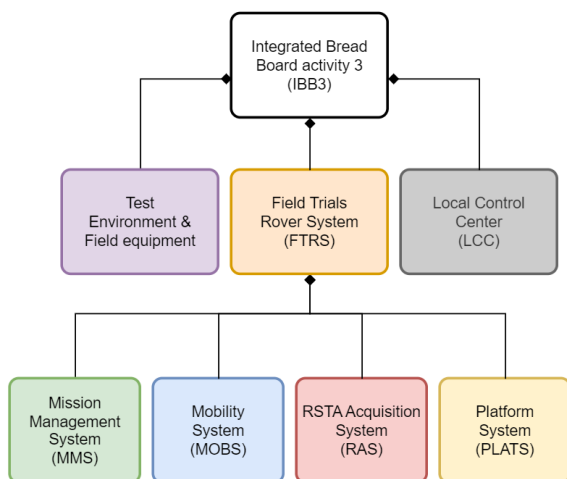 Integrated Bread
Board activity 3
(IBB3)
Test
Environment &
Field equipment
Field Trials
Rover System
(FTRS)
Local Control
Center
(LCC)
Mission
Management
System
(MMS)
Mobility
System
(MOBS)
RSTA Acquisition
System
(RAS)
Platform
System
(PLATS)